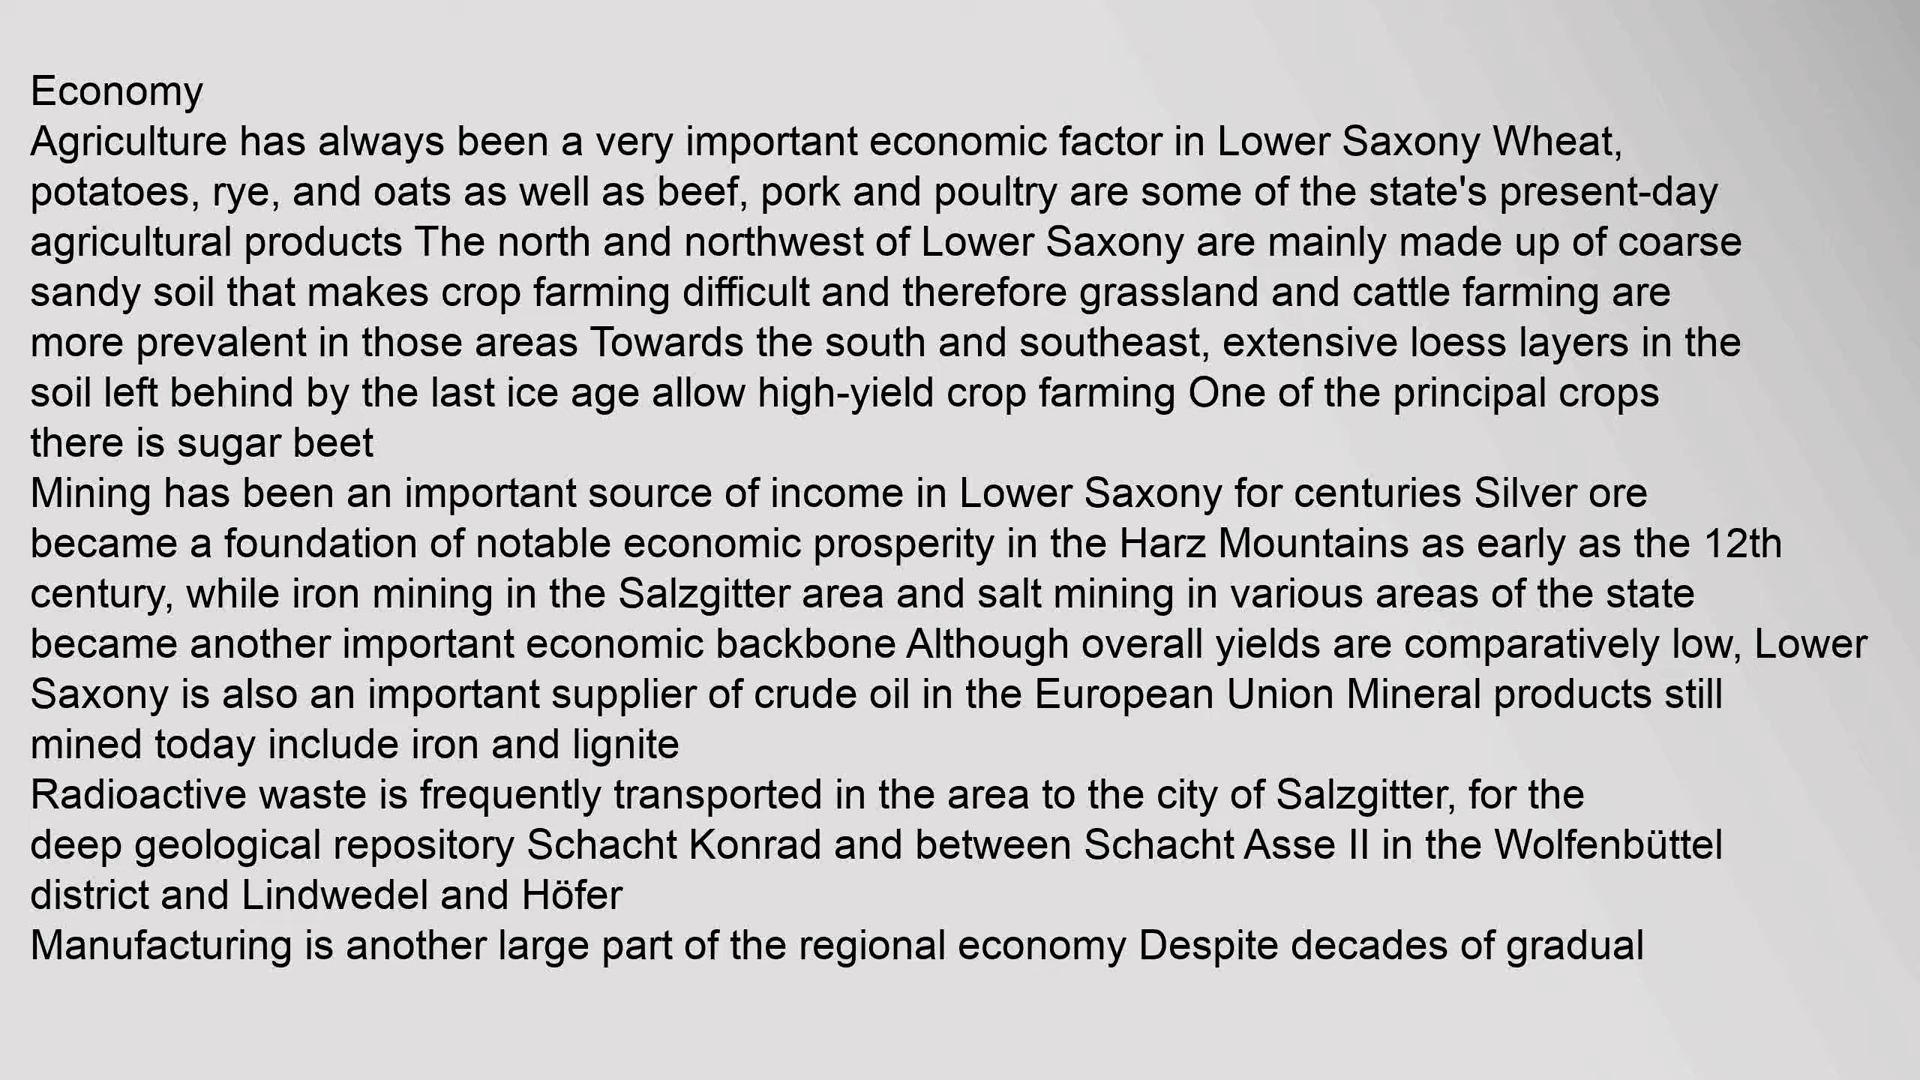 Economy
Agriculture has always been a very important economic factor in Lower Saxony Wheat,
potatoes, rye, and oats as well as beef, pork and poultry are some of the state's present-day
agricultural products The north and northwest of Lower Saxony are mainly made up of coarse
sandy soil that makes crop farming difficult and therefore grassland and cattle farming are
more prevalent in those areas Towards the south and southeast, extensive loess layers in the
soil left behind by the last ice age allow high-yield crop farming One of the principal crops
there is sugar beet
Mining has been an important source of income in Lower Saxony for centuries Silver ore
became a foundation of notable economic prosperity in the Harz Mountains as early as the 12th
century, while iron mining in the Salzgitter area and salt mining in various areas of the state
became another important economic backbone Although overall yields are comparatively low, Lower
Saxony is also an important supplier of crude oil in the European Union Mineral products still
mined today include iron and lignite
Radioactive waste is frequently transported in the area to the city of Salzgitter, for the
deep geological repository Schacht Konrad and between Schacht Asse II in the Wolfenbüttel
district and Lindwedel and Höfer
Manufacturing is another large part of the regional economy Despite decades of gradual